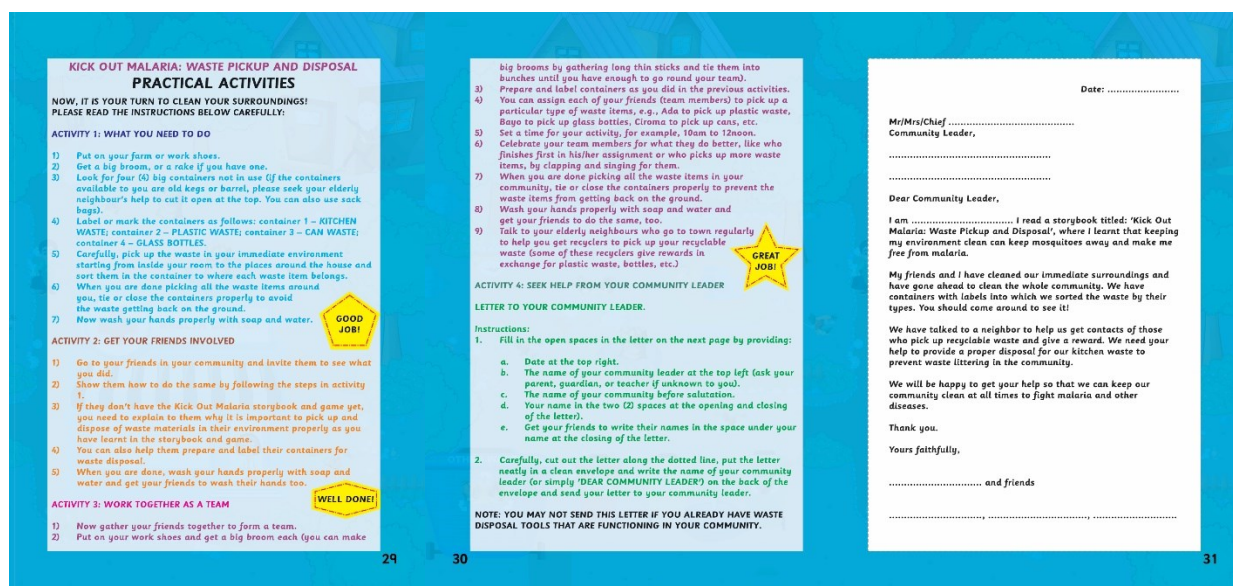 KICK OUT MALARIA: WASTE PICKUP AND DISPOSAL
PRACTICAL ACTIVITIES
NOW, IT IS YOUR TURN TO CLEAN YOUR SURROUNDINGS!
PLEASE READ THE INSTRUCTIONS BELOW CAREFULLY:
ACTIVITY 1: WHAT YOU NEED TO DO
1) Put on your farm or work shoes.
2) Get a big broom, or a rake if you have one.
3) Look for four (4) big containers not in use (if the containers
available to you are old kegs or barrel, please seek your elderly
neighbour's help to cut it open at the top. You can also use sack
bags).
4) Label or mark the containers as follows: container 1 – KITCHEN
WASTE; container 2 – PLASTIC WASTE; container 3 – CAN WASTE;
container 4 – GLASS BOTTLES.
5) Carefully, pick up the waste in your immediate environment
starting from inside your room to the places around the house and
sort them in the container to where each waste item belongs.
6) When you are done picking all the waste items around
you, tie or close the containers properly to avoid
the waste getting back on the ground.
7) Now wash your hands properly with soap and water.
GOOD
JOB!
ACTIVITY 2: GET YOUR FRIENDS INVOLVED
1) Go to your friends in your community and invite them to see what
you did.
2) Show them how to do the same by following the steps in activity
1.
3) If they don't have the Kick Out Malaria storybook and game yet,
you need to explain to them why it is important to pick up and
dispose of waste materials in their environment properly as you
have learnt in the storybook and game.
4) You can also help them prepare and label their containers for
waste disposal.
5) When you are done, wash your hands properly with soap and
water and get your friends to wash their hands too.
WELL DONE!
ACTIVITY 3: WORK TOGETHER AS A TEAM
1) Now gather your friends together to form a team.
2) Put on your work shoes and get a big broom each (you can make
29
big brooms by gathering long thin sticks and tie them into
bunches until you have enough to go round your team).
3) Prepare and label containers as you did in the previous activities.
4) You can assign each of your friends (team members) to pick up a
particular type of waste items, e.g., Ada to pick up plastic waste,
Bayo to pick up glass bottles, Ciroma to pick up cans, etc.
5) Set a time for your activity, for example, 10am to 12noon.
6) Celebrate your team members for what they do better, like who
finishes first in his/her assignment or who picks up more waste
items, by clapping and singing for them.
7) When you are done picking all the waste items in your
community, tie or close the containers properly to prevent the
waste items from getting back on the ground.
8) Wash your hands properly with soap and water and
get your friends to do the same, too.
9) Talk to your elderly neighbours who go to town regularly
to help you get recyclers to pick up your recyclable
waste (some of these recyclers give rewards in
exchange for plastic waste, bottles, etc.)
GREAT
JOB!
ACTIVITY 4: SEEK HELP FROM YOUR COMMUNITY LEADER
LETTER TO YOUR COMMUNITY LEADER.
Instructions:
1. Fill in the open spaces in the letter on the next page by providing:
a. Date at the top right.
b. The name of your community leader at the top left (ask your
parent, guardian, or teacher if unknown to you).
c. The name of your community before salutation.
d. Your name in the two (2) spaces at the opening and closing
of the letter).
e. Get your friends to write their names in the space under your
name at the closing of the letter.
2. Carefully, cut out the letter along the dotted line, put the letter
neatly in a clean envelope and write the name of your community
leader (or simply 'DEAR COMMUNITY LEADER') on the back of the
envelope and send your letter to your community leader.
NOTE: YOU MAY NOT SEND THIS LETTER IF YOU ALREADY HAVE WASTE
DISPOSAL TOOLS THAT ARE FUNCTIONING IN YOUR COMMUNITY.
30
Date: ........................
Mr/Mrs/Chief ..........................................
Community Leader,
......................................................
......................................................
Dear Community Leader,
I am .................................. I read a storybook titled: 'Kick Out
Malaria: Waste Pickup and Disposal', where I learnt that keeping
my environment clean can keep mosquitoes away and make me
free from malaria.
My friends and I have cleaned our immediate surroundings and
have gone ahead to clean the whole community. We have
containers with labels into which we sorted the waste by their
types. You should come around to see it!
We have talked to a neighbor to help us get contacts of those
who pick up recyclable waste and give a reward. We need your
help to provide a proper disposal for our kitchen waste to
prevent waste littering in the community.
We will be happy to get your help so that we can keep our
community clean at all times to fight malaria and other
diseases.
Thank you.
Yours faithfully,
............................... and friends
..............................., ................................., ............................
31